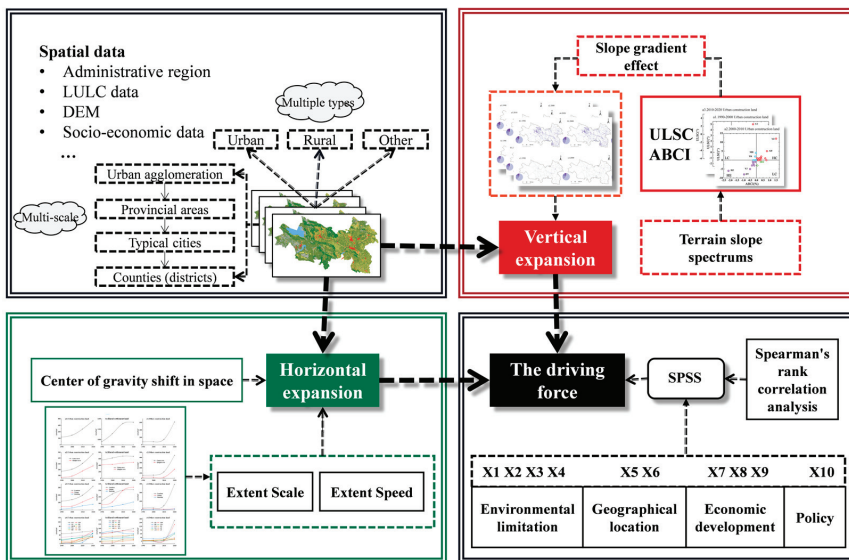 Spatial data
• Administrative region
• LULC data
• DEM
• Socio-economic data
...
Multiple types
Urban
Rural
Other
Multi-scale
Urban agglomeration
Provincial areas
Typical cities
Counties (districts)
Slope gradient
effect
ULSC
ABCI
Vertical
expansion
Terrain slope
spectrums
Center of gravity shift in space
Horizontal
expansion
Extent Scale
Extent Speed
The driving
force
SPSS
Spearman's
rank
correlation
analysis
X1 X2 X3 X4
X5 X6
X7 X8 X9
X10
Environmental
limitation
Geographical
location
Economic
development
Policy